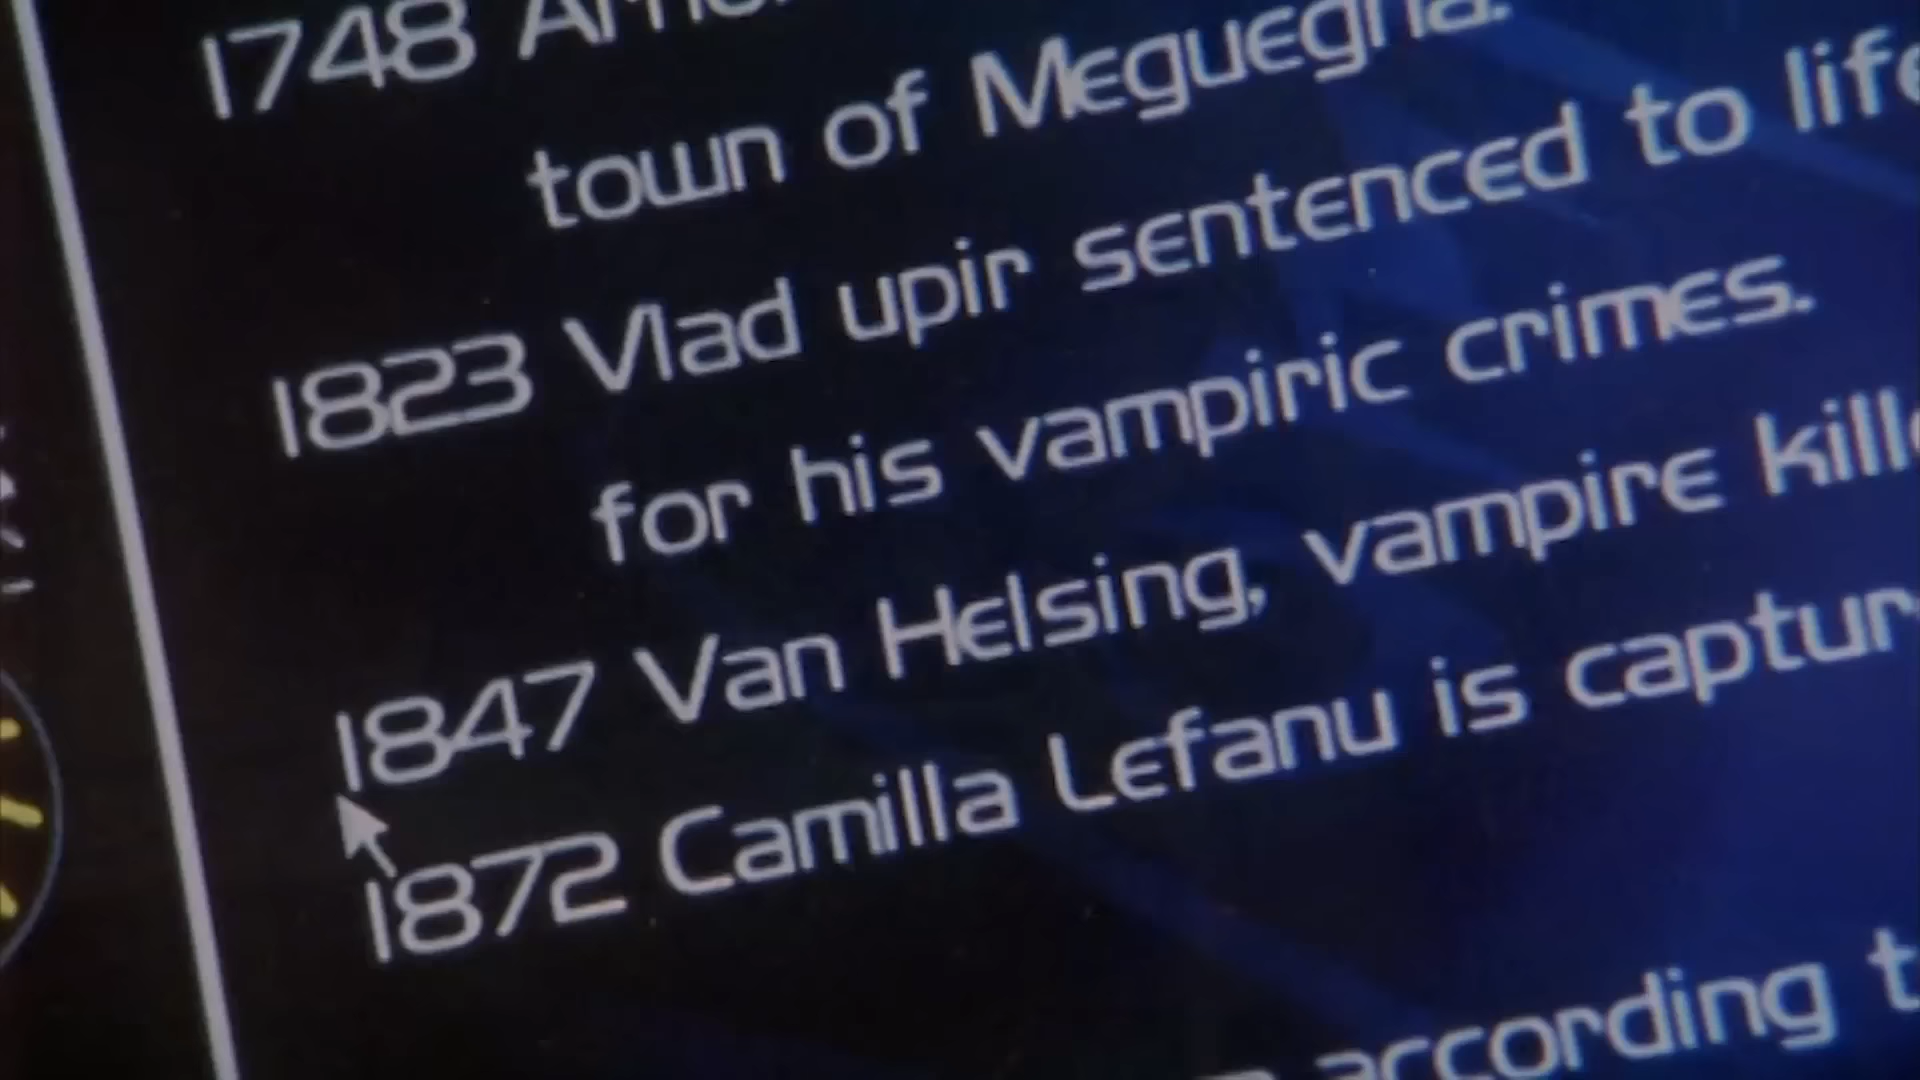 1748
town of Meguegna.
1823 Vlad upir sentenced to life
for his vampiric crimes.
1847 Van Helsing, vampire
1872 Camilla Lefanu is
according